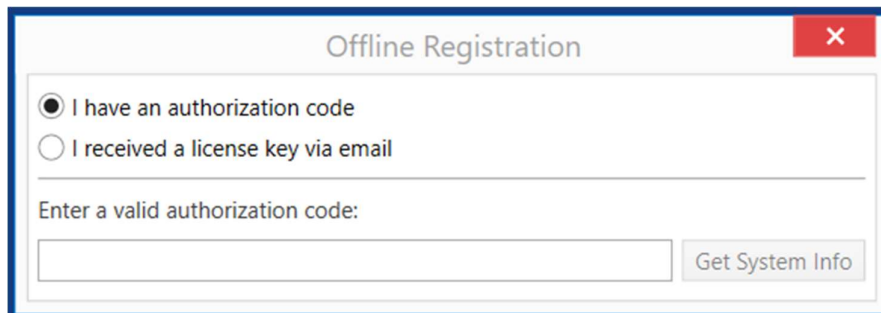 Offline Registration
I have an authorization code
I received a license key via email
Enter a valid authorization code:
Get System Info